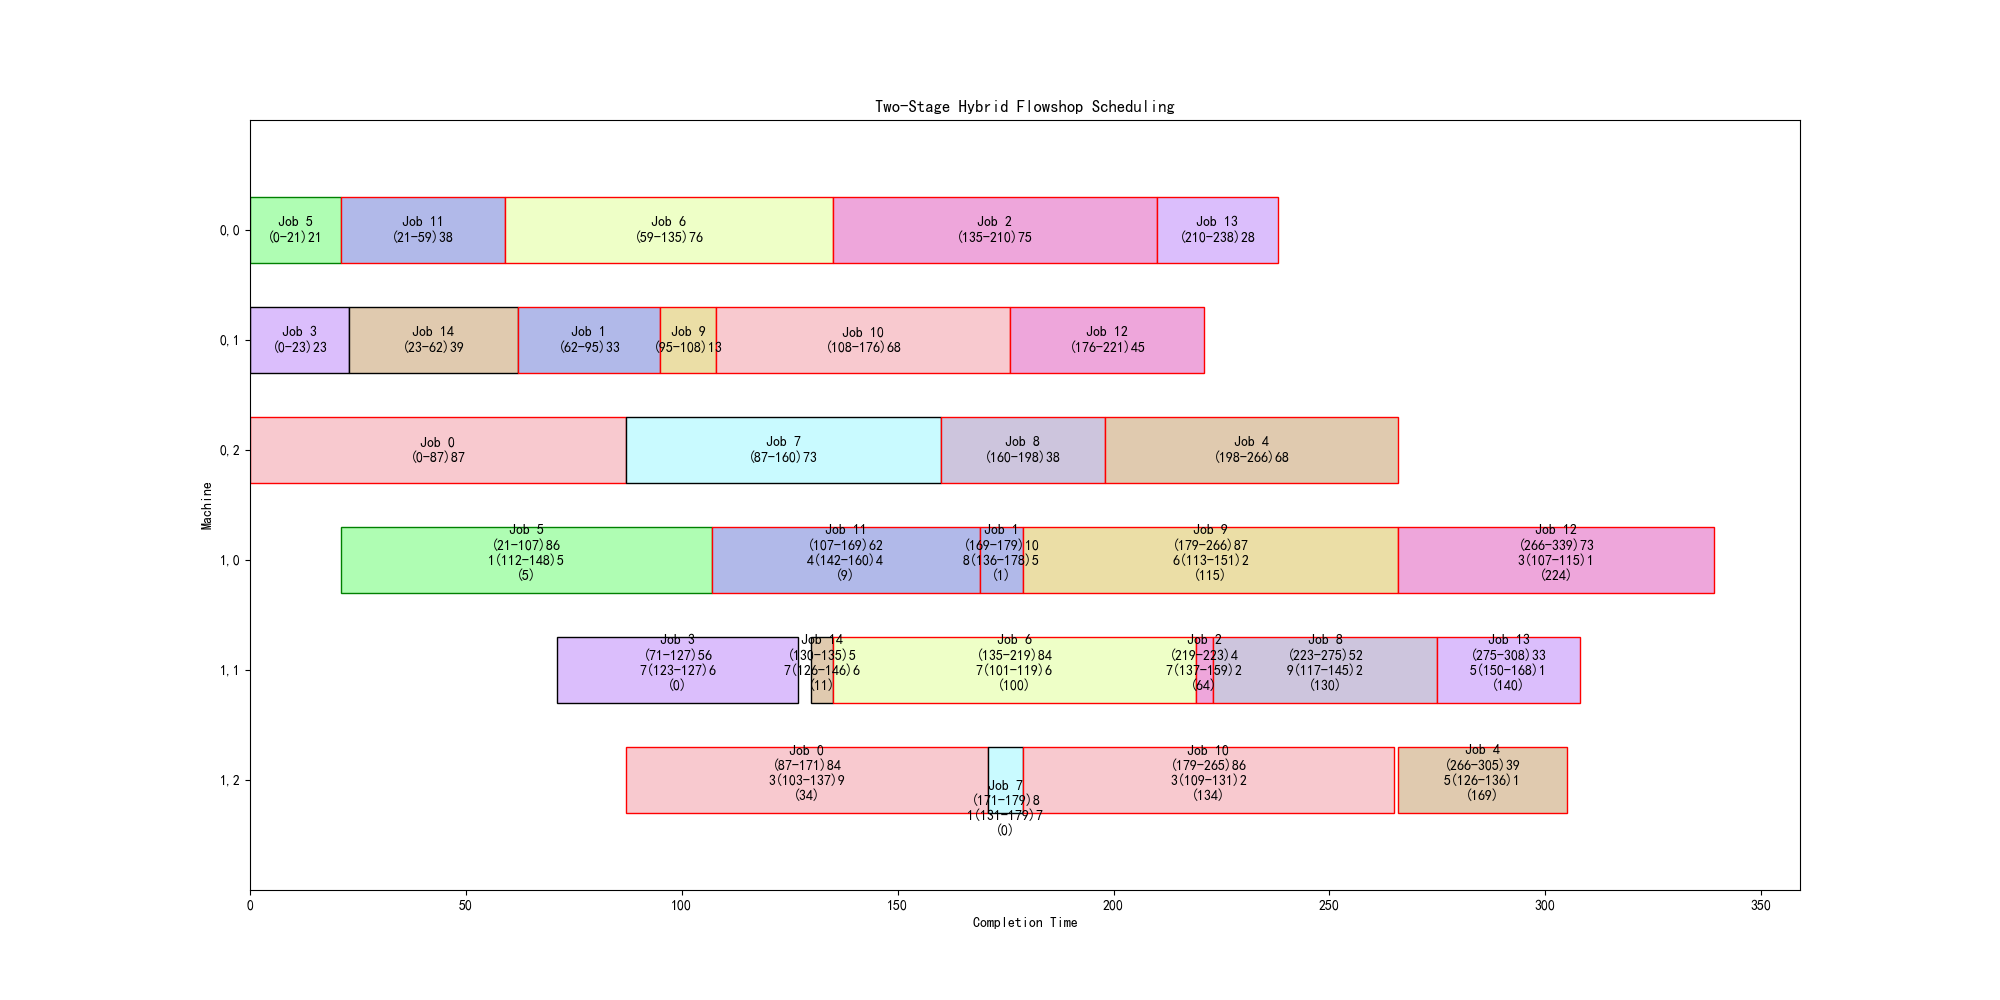 Two-Stage Hybrid Flowshop Scheduling
Machine
0,0
Job 5
(0-21)21
Job 11
(21-59)38
Job 6
(59-135)76
Job 2
(135-210)75
Job 13
(210-238)28
0,1
Job 3
(0-23)23
Job 14
(23-62)39
Job 1
(62-95)33
Job 9
(95-108)13
Job 10
(108-176)68
Job 12
(176-221)45
0,2
Job 0
(0-87)87
Job 7
(87-160)73
Job 8
(160-198)38
Job 4
(198-266)68
1,0
Job 5
(21-107)86
1(112-148)5
(5)
Job 11
(107-169)62
4(142-160)4
(9)
Job 1
(169-179)10
8(136-178)5
(1)
Job 9
(179-266)87
6(113-151)2
(115)
Job 12
(266-339)73
3(107-115)1
(224)
1,1
Job 3
(71-127)56
7(123-127)6
(0)
Job 14
(130-135)5
7(126-146)6
(11)
Job 6
(135-219)84
7(101-119)6
(100)
Job 2
(219-223)4
7(137-159)2
(64)
Job 8
(223-275)52
9(117-145)2
(130)
Job 13
(275-308)33
5(150-168)1
(140)
1,2
Job 0
(87-171)84
3(103-137)9
(34)
Job 7
(171-179)8
1(131-179)7
(0)
Job 10
(179-265)86
3(109-131)2
(134)
Job 4
(266-305)39
5(126-136)1
(169)
0
50
100
150
200
250
300
350
Completion Time